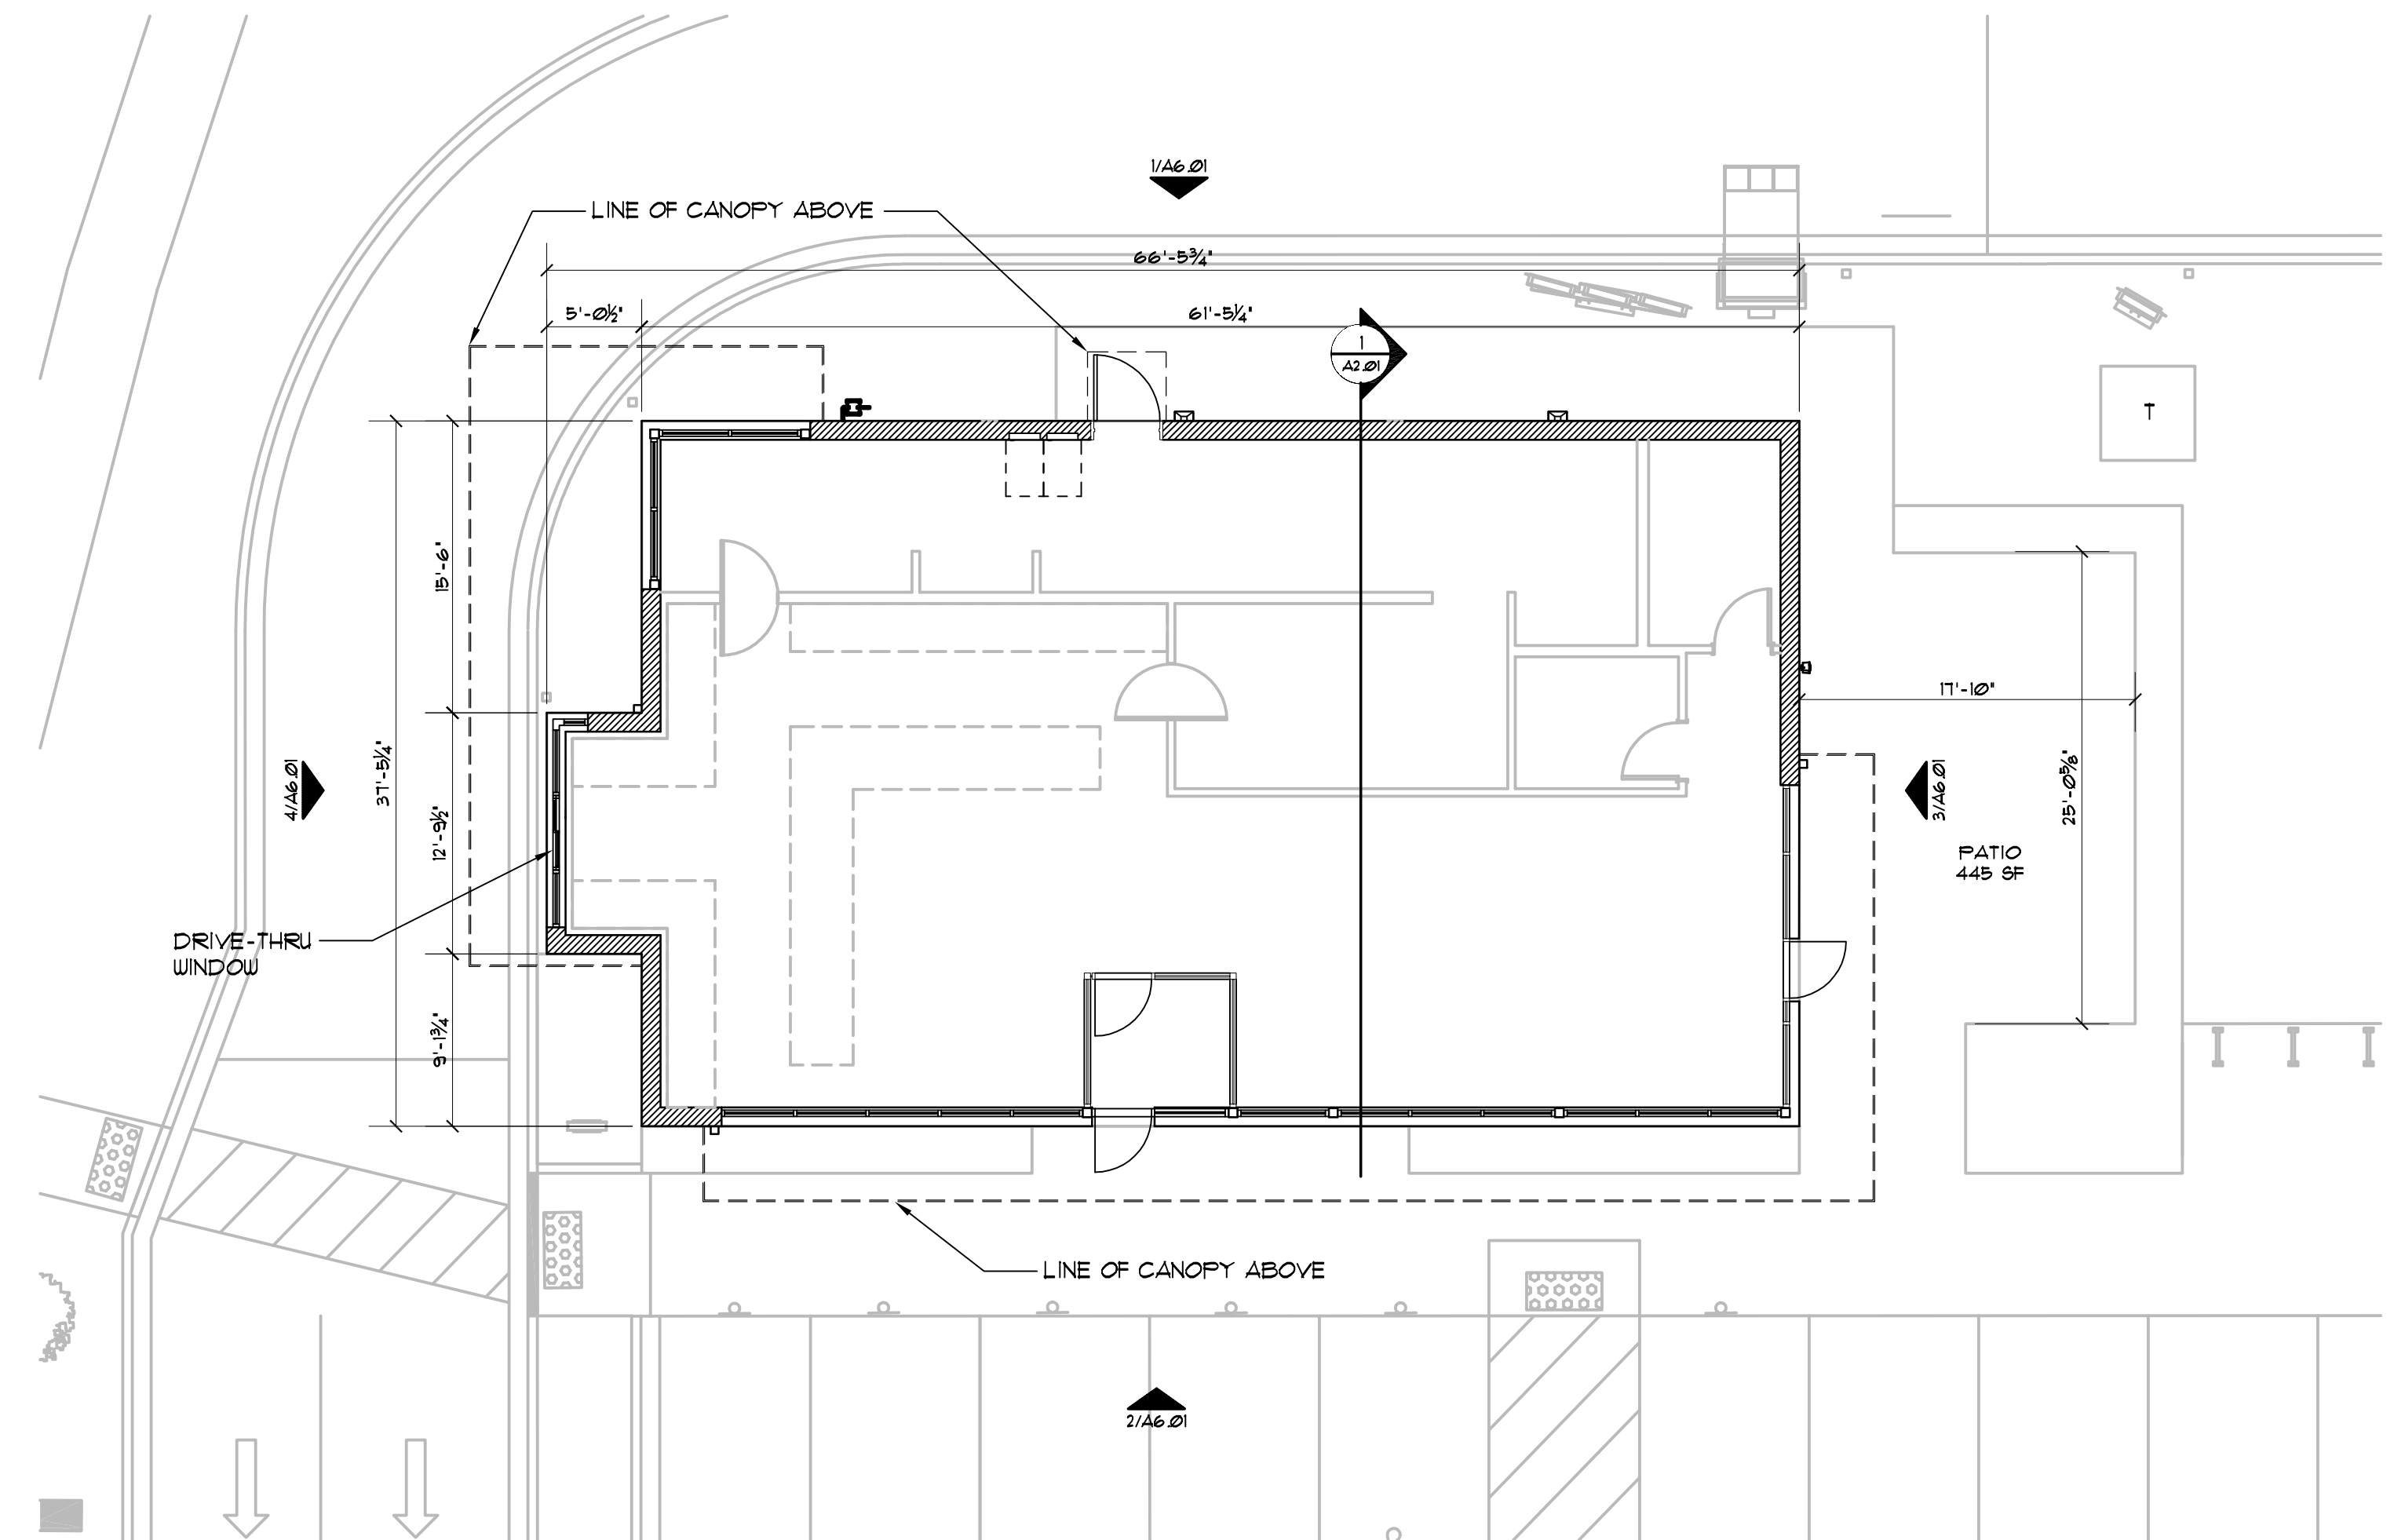 1/A6.01
LINE OF CANOPY ABOVE
66'-5¾"
5'-0½"
61'-5¼"
1
A2.01
T
15'-6"
17'-10"
4/A6.01
37'-5¼"
12'-9½"
3/A6.01
25'-0⅝"
PATIO
445 SF
DRIVE-THRU
WINDOW
9'-1¾"
LINE OF CANOPY ABOVE
2/A6.01